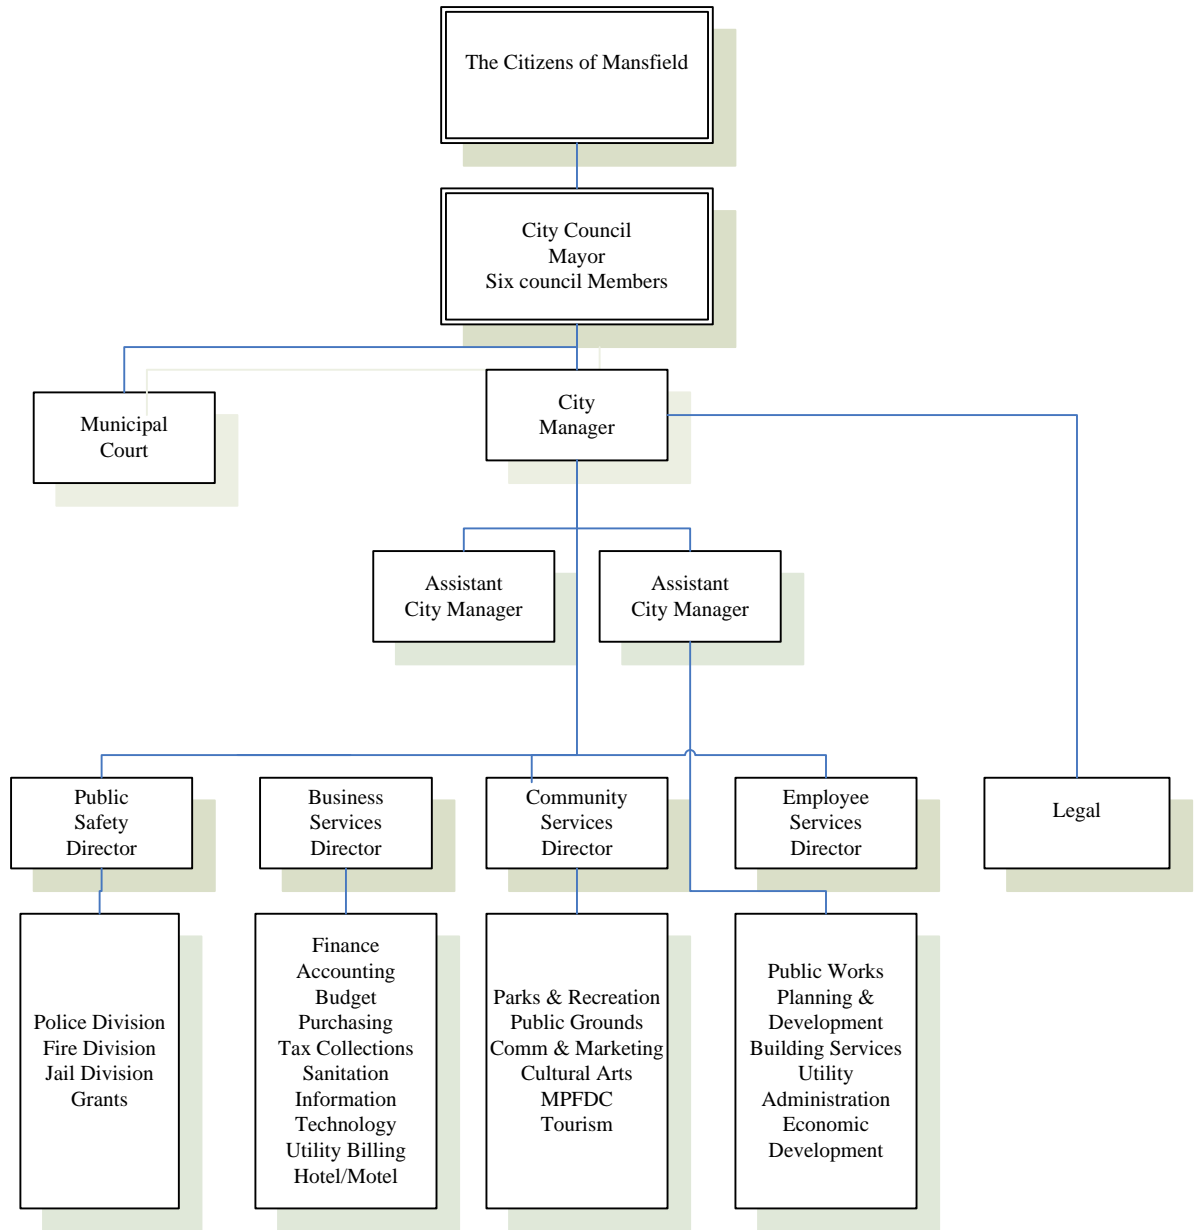 The Citizens of Mansfield
City Council
Mayor
Six council Members
Municipal
Court
City
Manager
Assistant
City Manager
Assistant
City Manager
Public
Safety
Director
Business
Services
Director
Community
Services
Director
Employee
Services
Director
Legal
Police Division
Fire Division
Jail Division
Grants
Finance
Accounting
Budget
Purchasing
Tax Collections
Sanitation
Information
Technology
Utility Billing
Hotel/Motel
Parks & Recreation
Public Grounds
Comm & Marketing
Cultural Arts
MPFDC
Tourism
Public Works
Planning &
Development
Building Services
Utility
Administration
Economic
Development